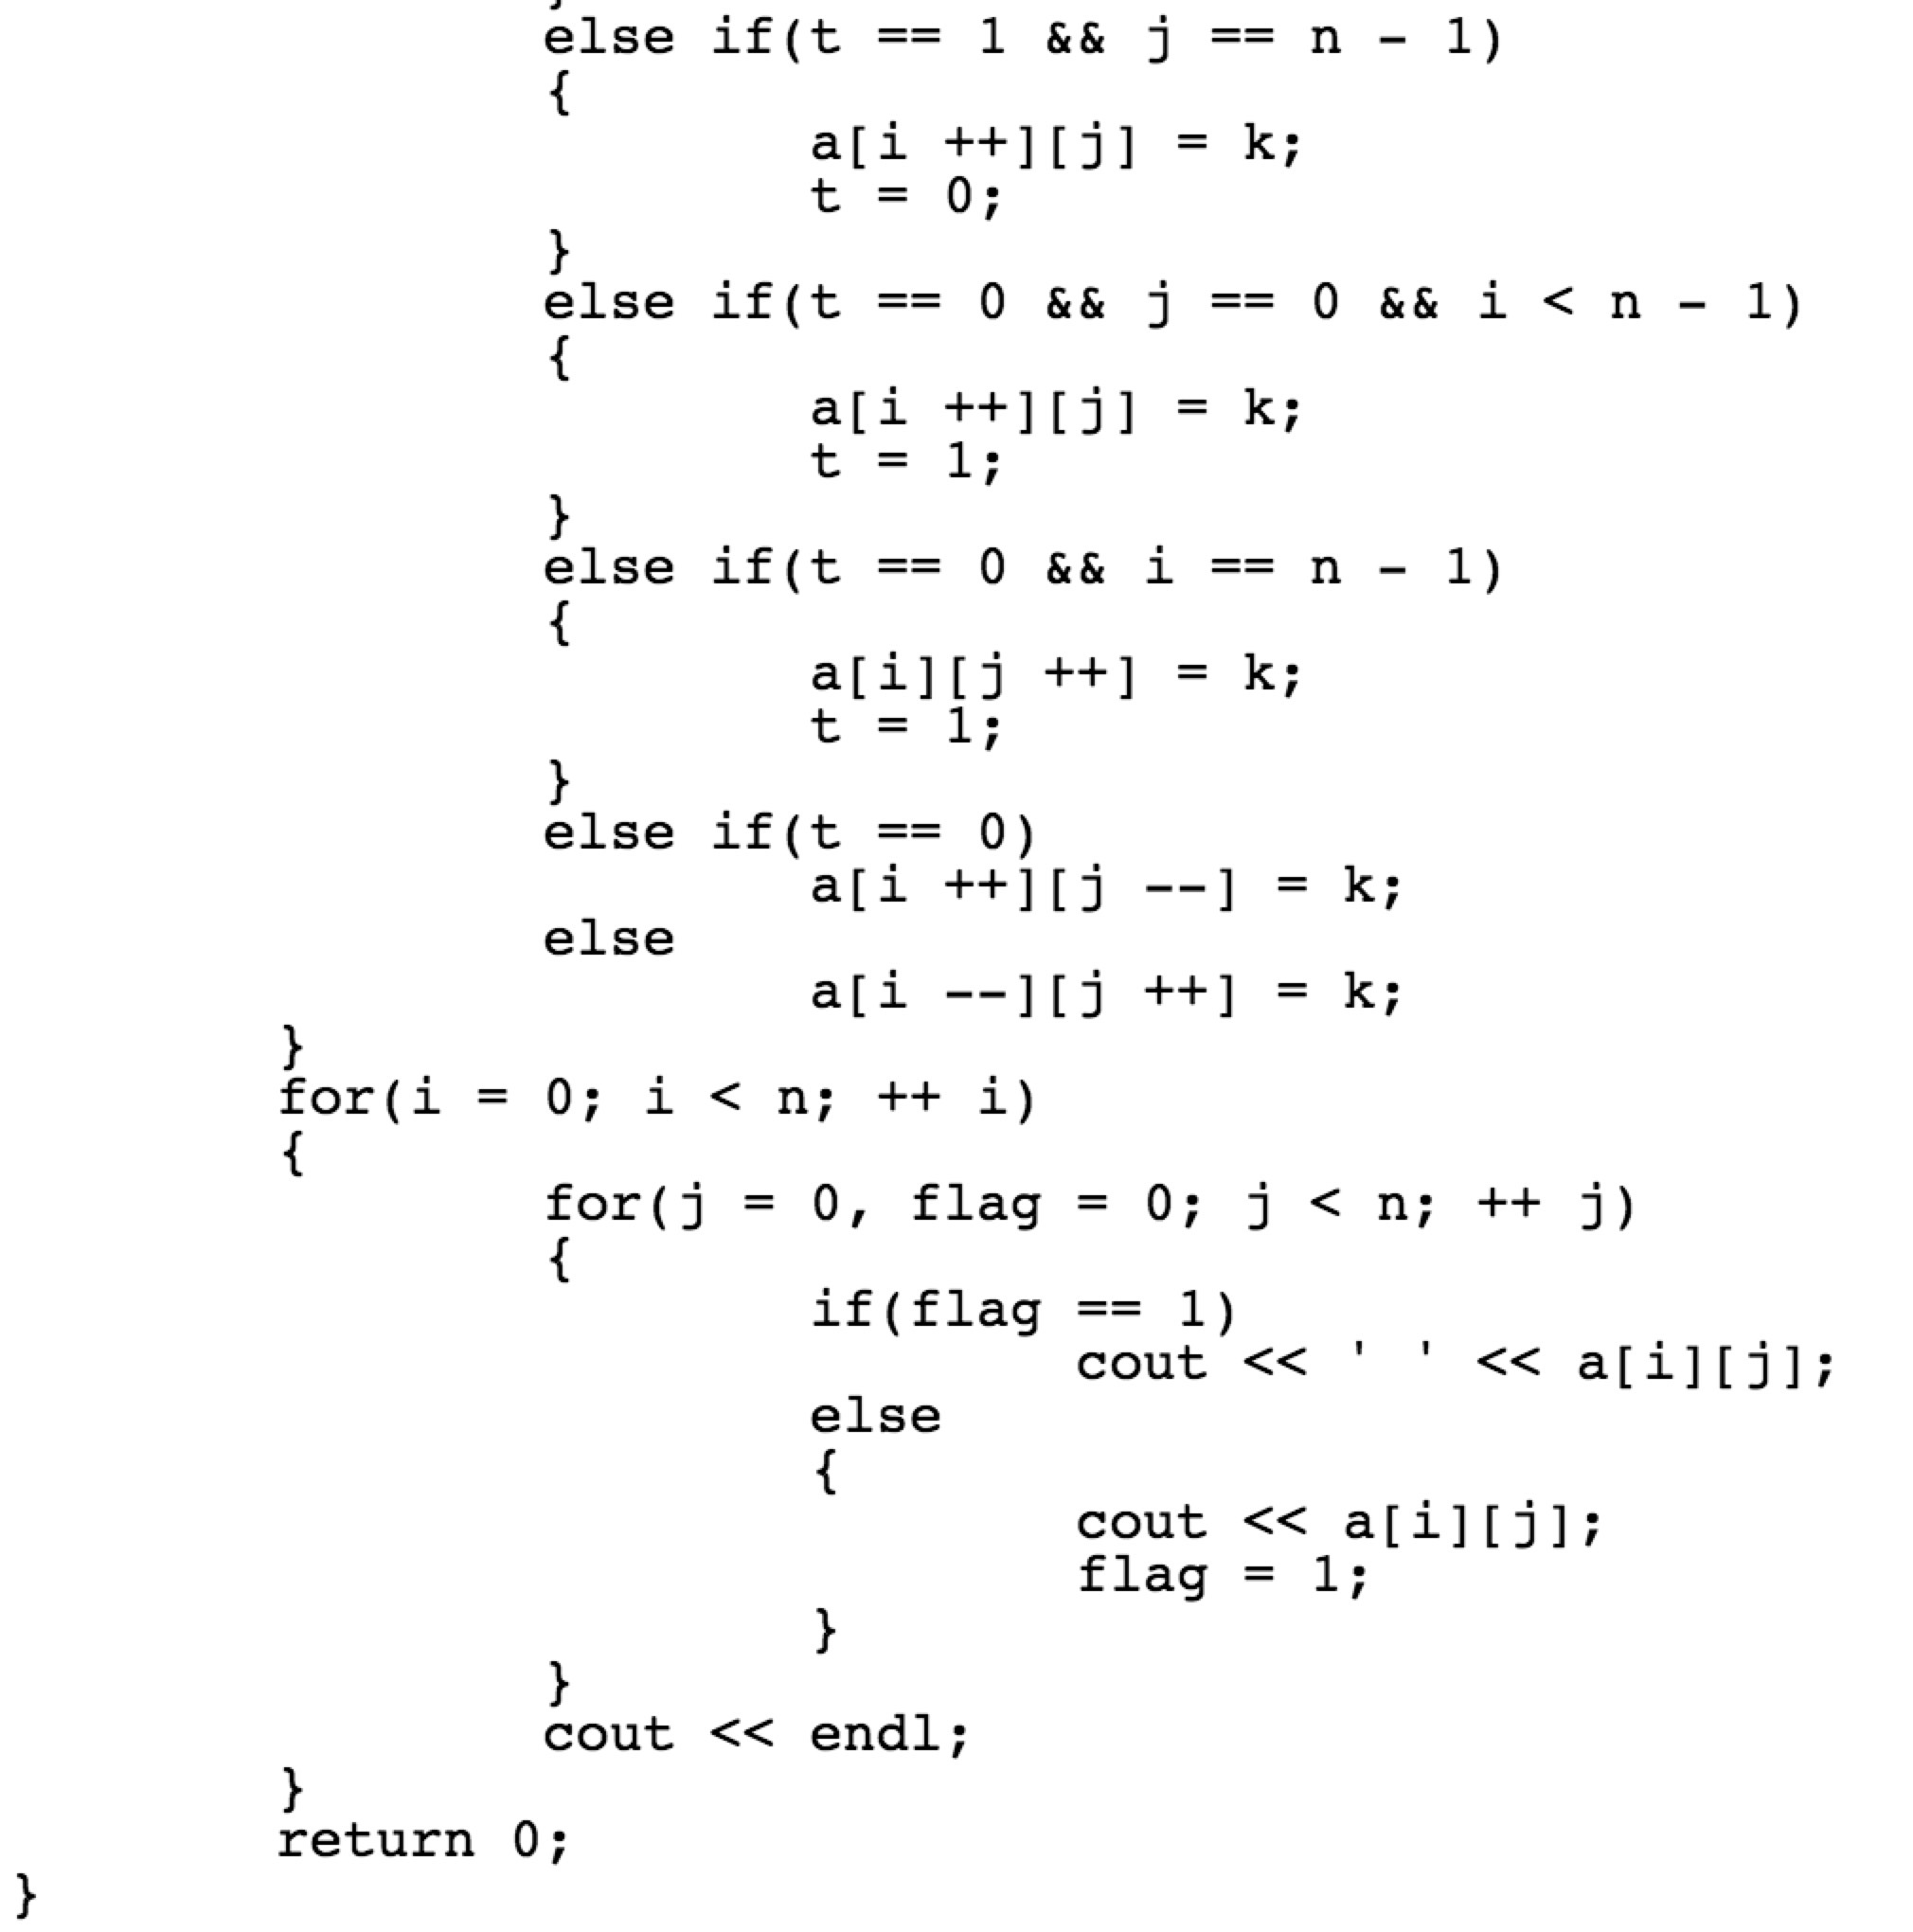 }
else if(t == 1 && j == n - 1)
{
a[i ++][j] = k;
t = 0;
}
else if(t == 0 && j == 0 && i < n - 1)
{
a[i ++][j] = k;
t = 1;
}
else if(t == 0 && i == n - 1)
{
a[i][j ++] = k;
t = 1;
}
else if(t == 0)
a[i ++][j --] = k;
else
a[i --][j ++] = k;
}
for(i = 0; i < n; ++ i)
{
for(j = 0, flag = 0; j < n; ++ j)
{
if(flag == 1)
cout << ' ' << a[i][j];
else
{
cout << a[i][j];
flag = 1;
}
}
cout << endl;
}
return 0;
}